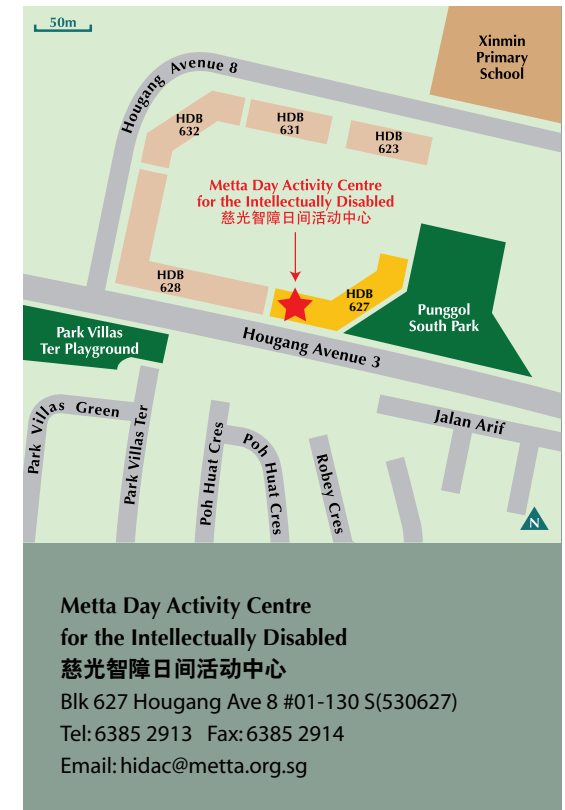 50m
Xinmin
Primary
School
Hougang Avenue 8
HDB
632
HDB
631
HDB
623
Metta Day Activity Centre
for the Intellectually Disabled
慈光智障日间活动中心
HDB
628
HDB
627
Punggol
South Park
Park Villas
Ter Playground
Hougang Avenue 3
Park Villas Green
Park Villas Ter
Poh Huat Cres
Poh Huat Cres
Robey Cres
Jalan Arif
N
Metta Day Activity Centre
for the Intellectually Disabled
慈光智障日间活动中心
Blk 627 Hougang Ave 8 #01-130 S(530627)
Tel: 6385 2913 Fax: 6385 2914
Email: hidac@metta.org.sg